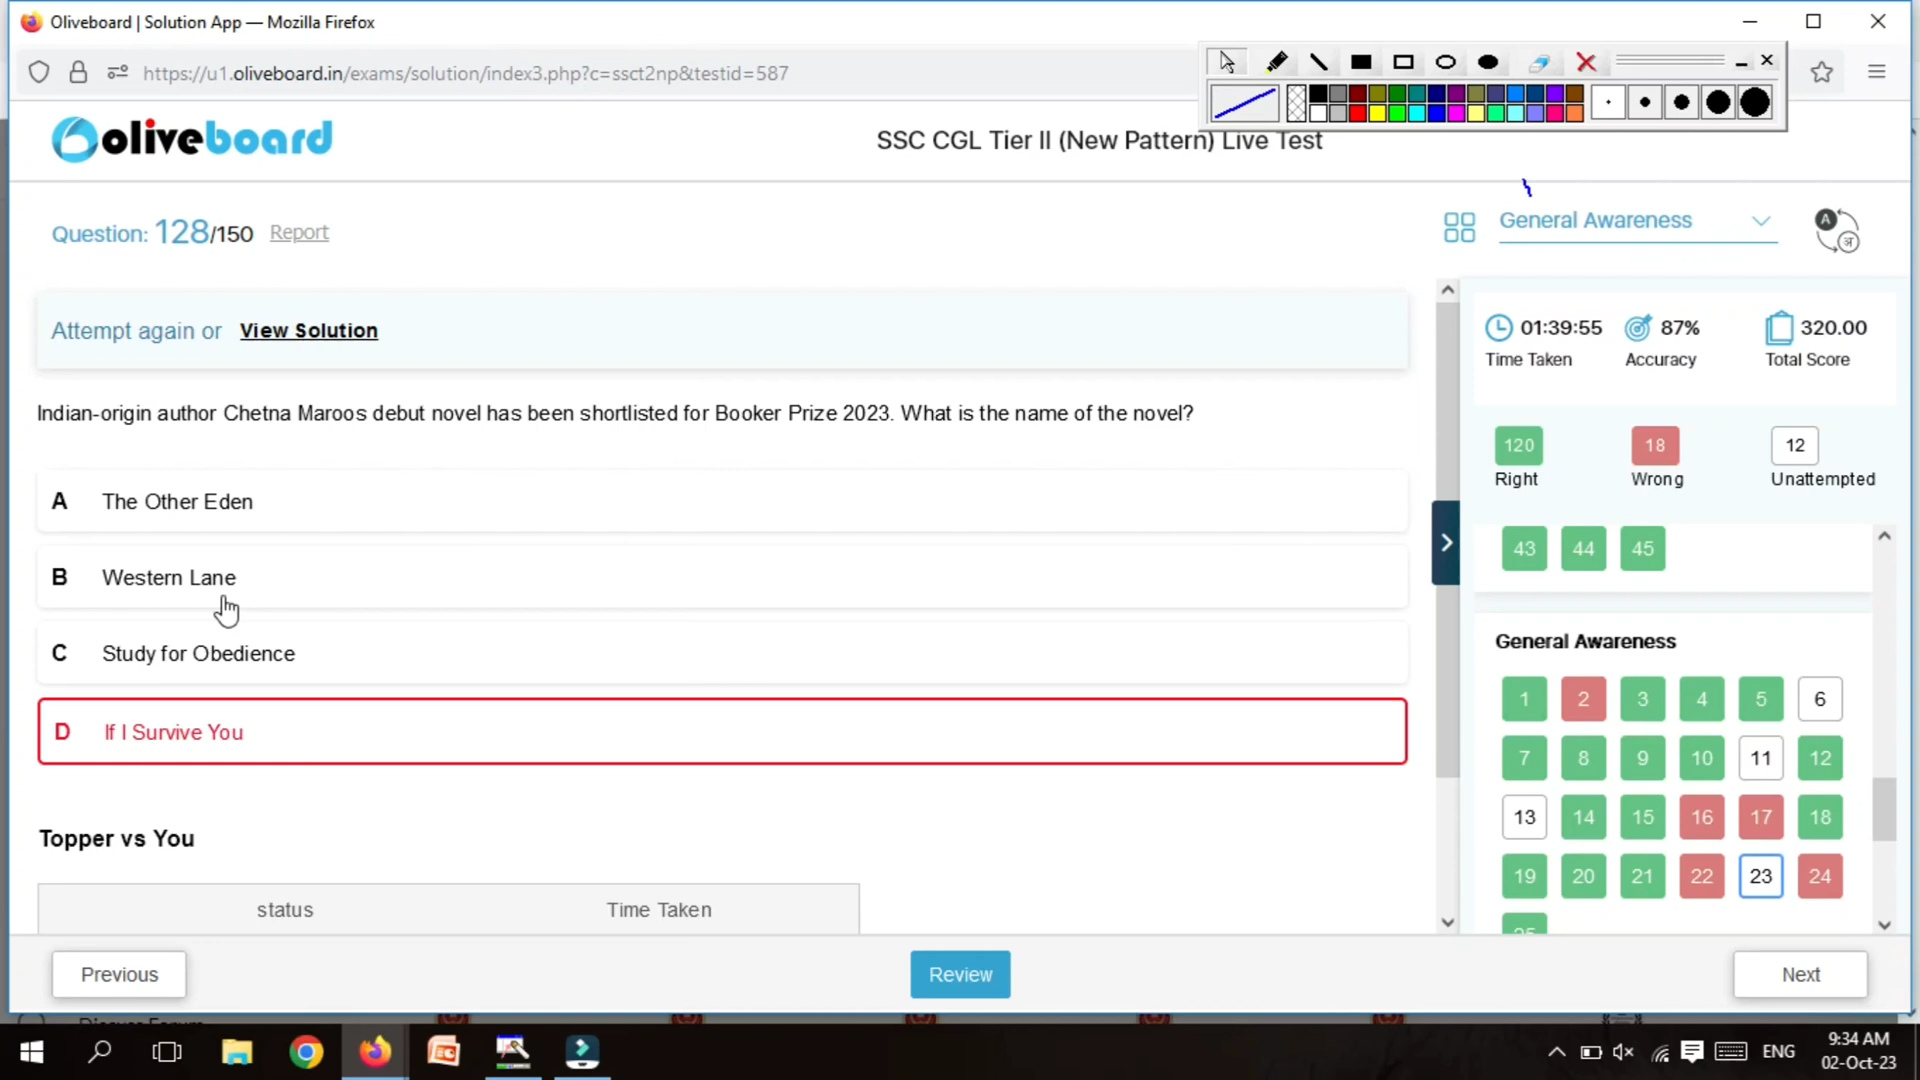 Oliveboard | Solution App — Mozilla Firefox
https://u1.oliveboard.in/exams/solution/index3.php?c=ssct2np&testid=587
oliveboard
SSC CGL Tier II (New Pattern) Live Test
Question: 128/150 Report
General Awareness
A अ
Attempt again or View Solution
01:39:55 87% 320.00
Time Taken Accuracy Total Score
Indian-origin author Chetna Maroos debut novel has been shortlisted for Booker Prize 2023. What is the name of the novel?
120 18 12
Right Wrong Unattempted
A The Other Eden
B Western Lane
C Study for Obedience
D If I Survive You
43 44 45
General Awareness
1 2 3 4 5 6
7 8 9 10 11 12
13 14 15 16 17 18
19 20 21 22 23 24
25
Topper vs You
status Time Taken
Previous Review Next
ENG
9:34 AM
02-Oct-23